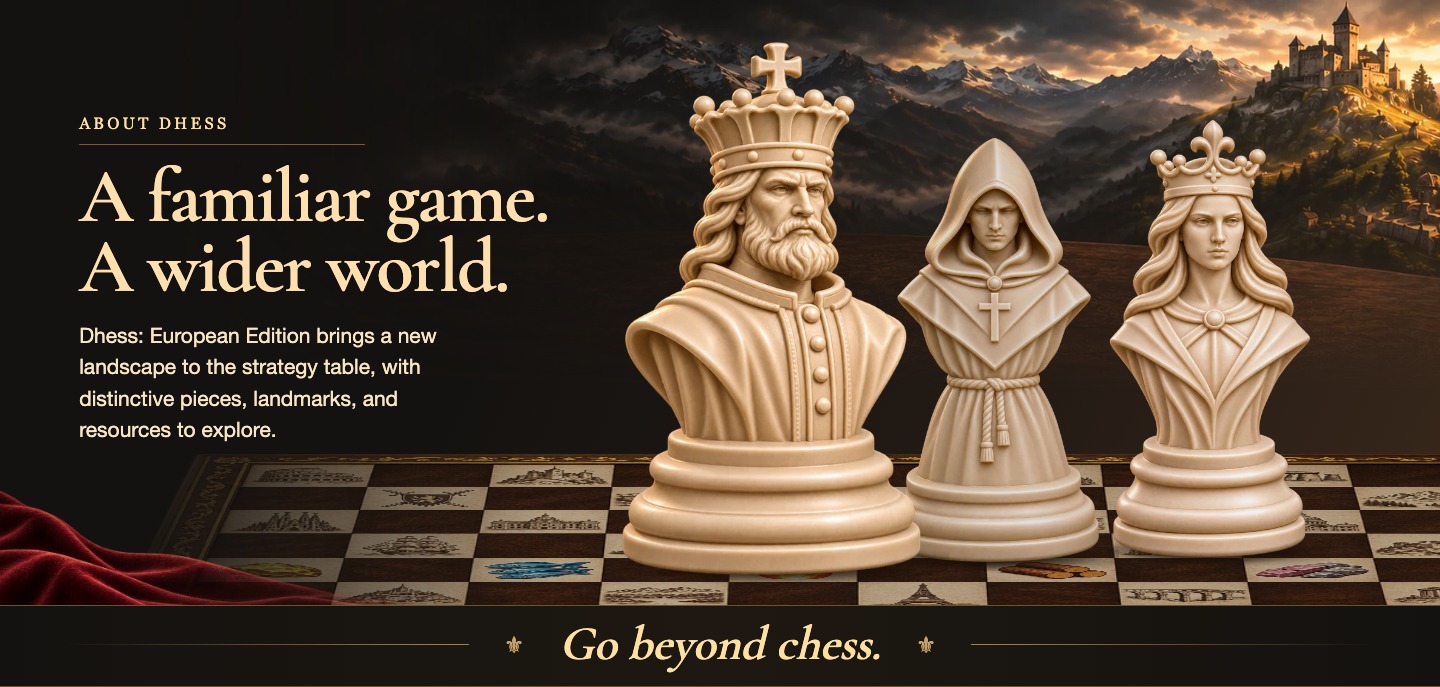 ABOUT DHESS
A familiar game.
A wider world.
Dhess: European Edition brings a new
landscape to the strategy table, with
distinctive pieces, landmarks, and
resources to explore.
Go beyond chess.